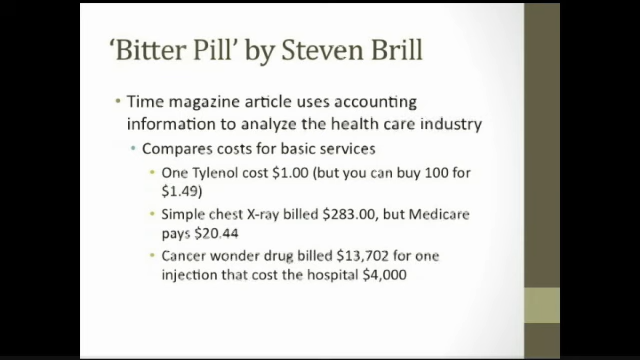 ‘Bitter Pill’ by Steven Brill
• Time magazine article uses accounting
information to analyze the health care industry
• Compares costs for basic services
• One Tylenol cost $1.00 (but you can buy 100 for
$1.49)
• Simple chest X-ray billed $283.00, but Medicare
pays $20.44
• Cancer wonder drug billed $13,702 for one
injection that cost the hospital $4,000